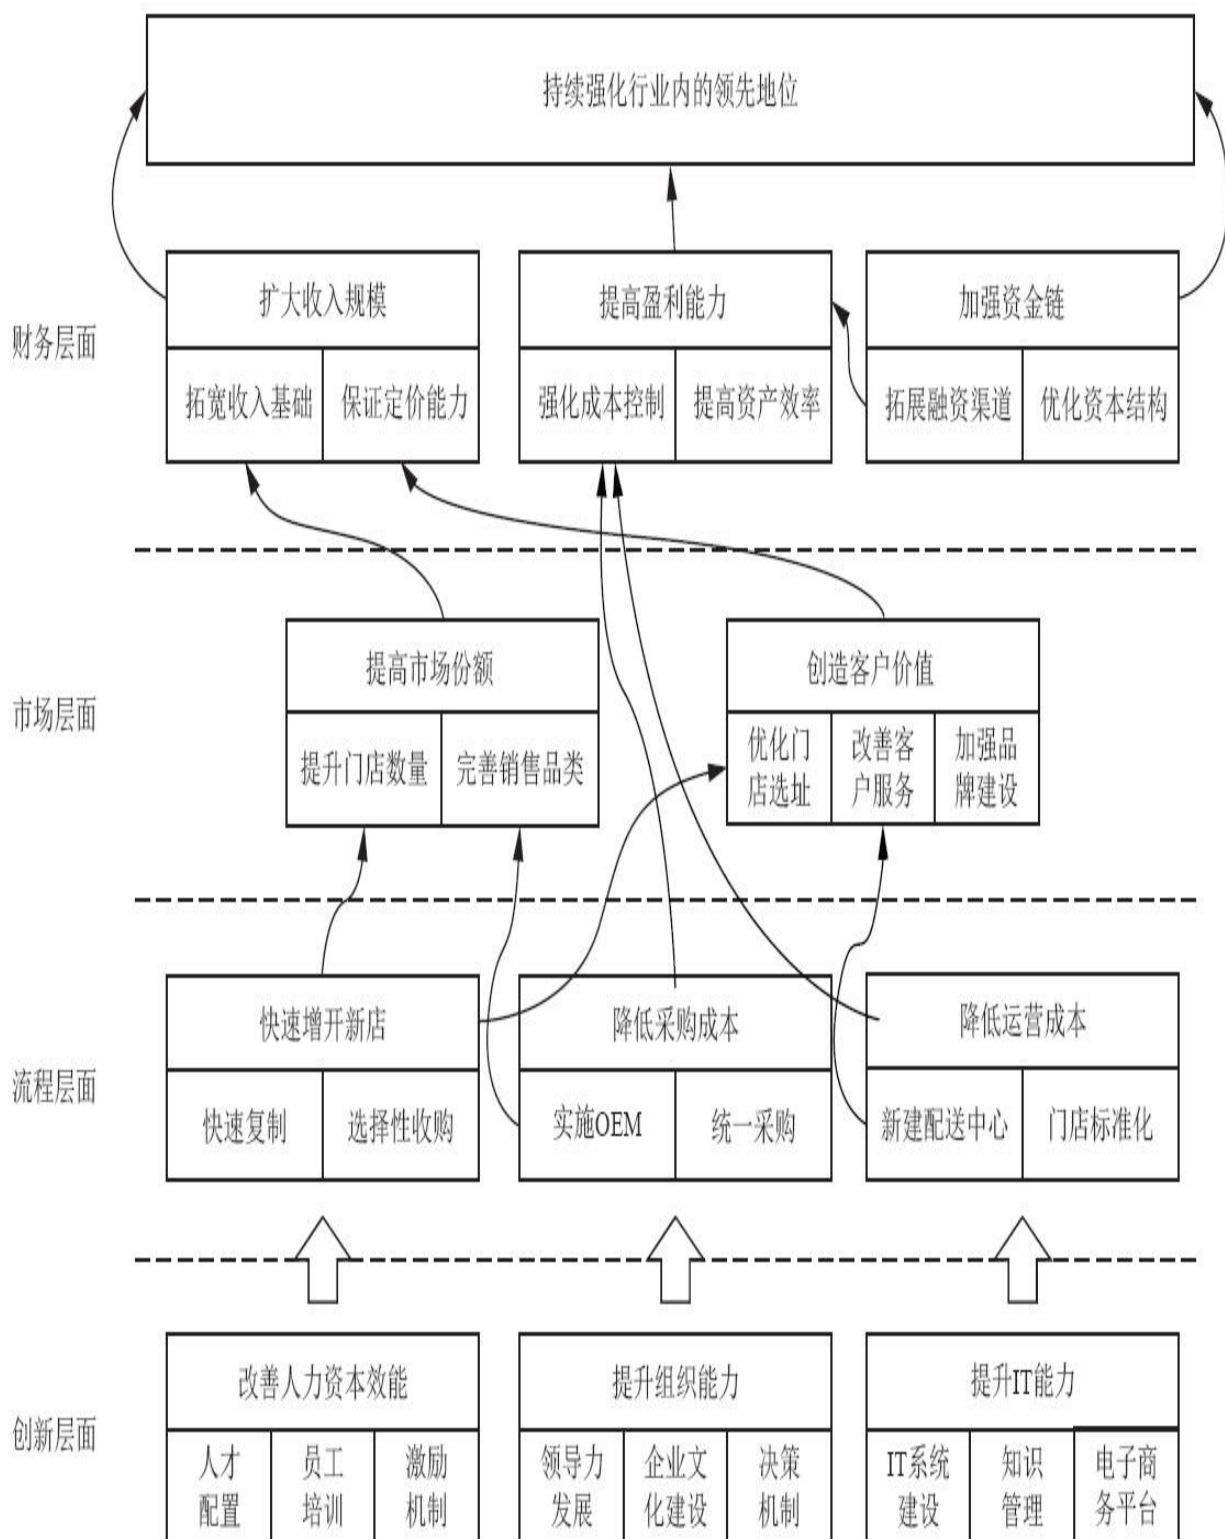 持续强化行业内的领先地位
财务层面
扩大收入规模
拓宽收入基础
保证定价能力
提高盈利能力
强化成本控制
提高资产效率
加强资金链
拓展融资渠道
优化资本结构
市场层面
提高市场份额
提升门店数量
完善销售品类
创造客户价值
优化门
店选址
改善客
户服务
加强品
牌建设
流程层面
快速增开新店
快速复制
选择性收购
降低采购成本
实施OEM
统一采购
降低运营成本
新建配送中心
门店标准化
创新层面
改善人力资本效能
人才
配置
员工
培训
激励
机制
提升组织能力
领导力
发展
企业文
化建设
决策
机制
提升IT能力
IT系统
建设
知识
管理
电子商
务平台